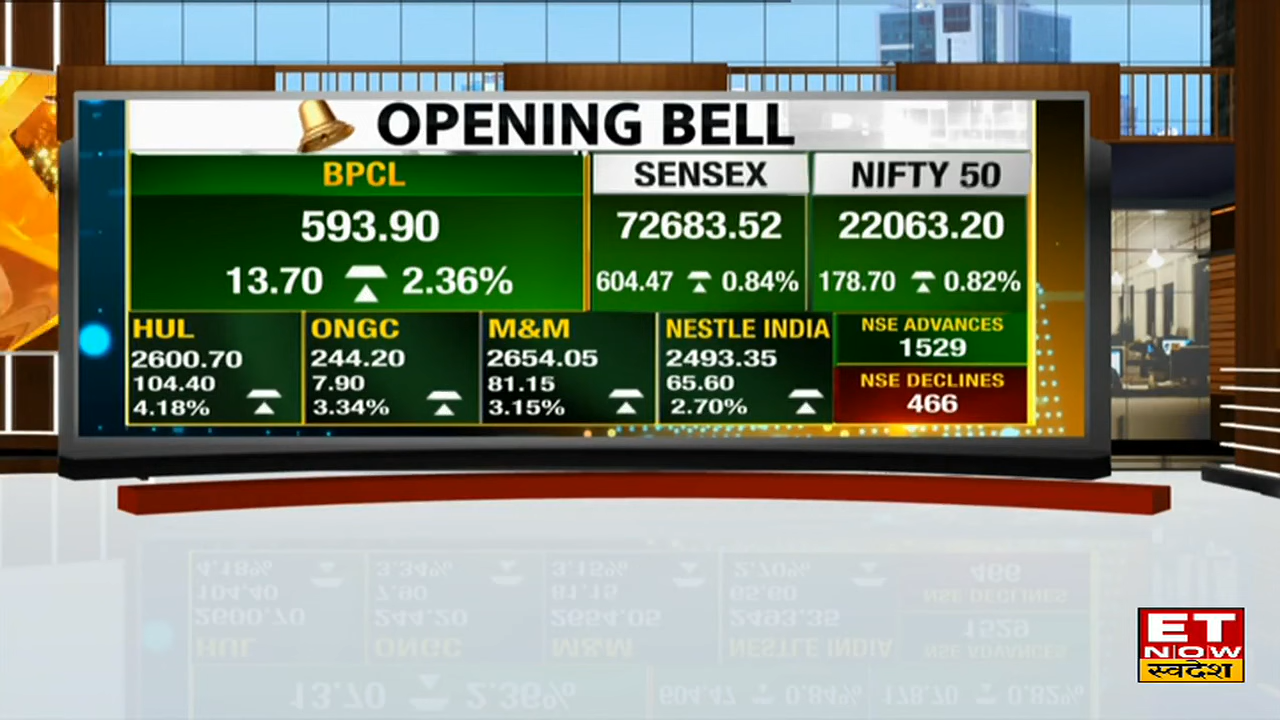 OPENING BELL
BPCL
593.90
13.70 2.36%
SENSEX
72683.52
604.47 0.84%
NIFTY 50
22063.20
178.70 0.82%
HUL
2600.70
104.40
4.18%
ONGC
244.20
7.90
3.34%
M&M
2654.05
81.15
3.15%
NESTLE INDIA
2493.35
65.60
2.70%
NSE ADVANCES
1529
NSE DECLINES
466
ET
NOW
स्वदेश